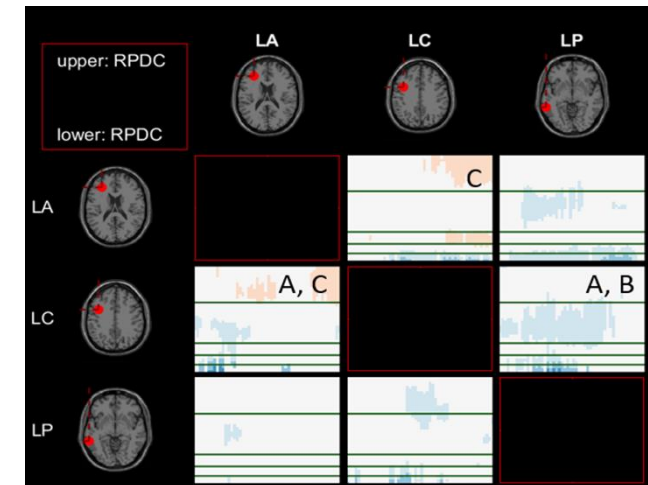 LA LC LP
upper: RPDC
lower: RPDC
LA
C
LC
A, C
A, B
LP